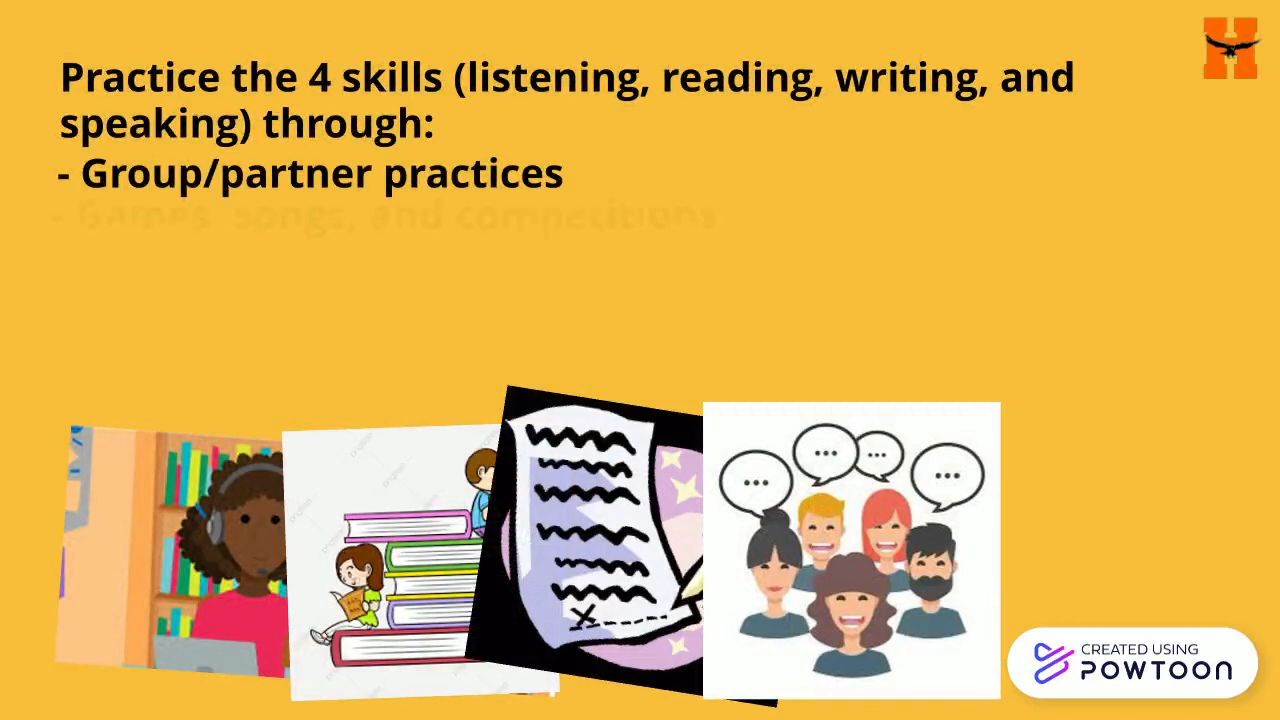 Practice the 4 skills (listening, reading, writing, and
speaking) through:
- Group/partner practices
- Games, songs, and competitions
H
CREATED USING
POWTOON